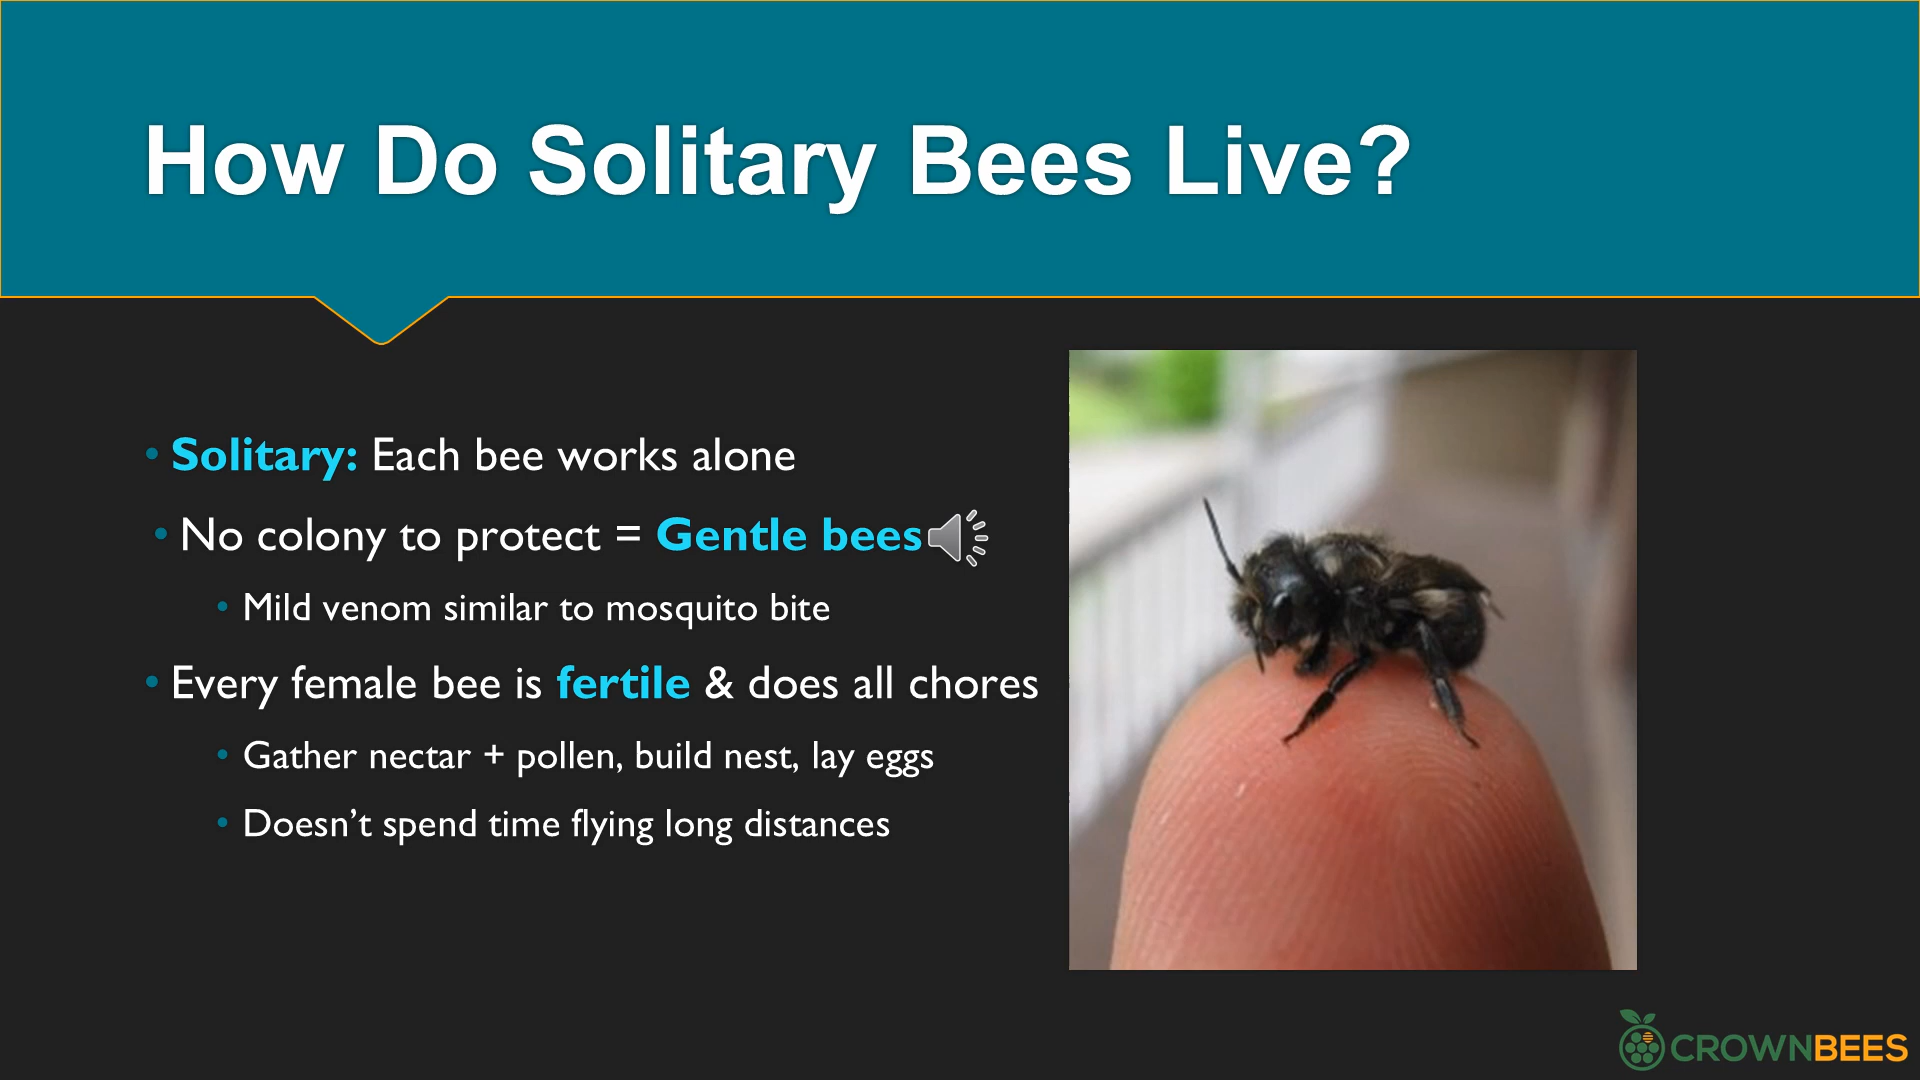 How Do Solitary Bees Live?
• Solitary: Each bee works alone
• No colony to protect = Gentle bees
• Mild venom similar to mosquito bite
• Every female bee is fertile & does all chores
• Gather nectar + pollen, build nest, lay eggs
• Doesn’t spend time flying long distances
CROWNBEES